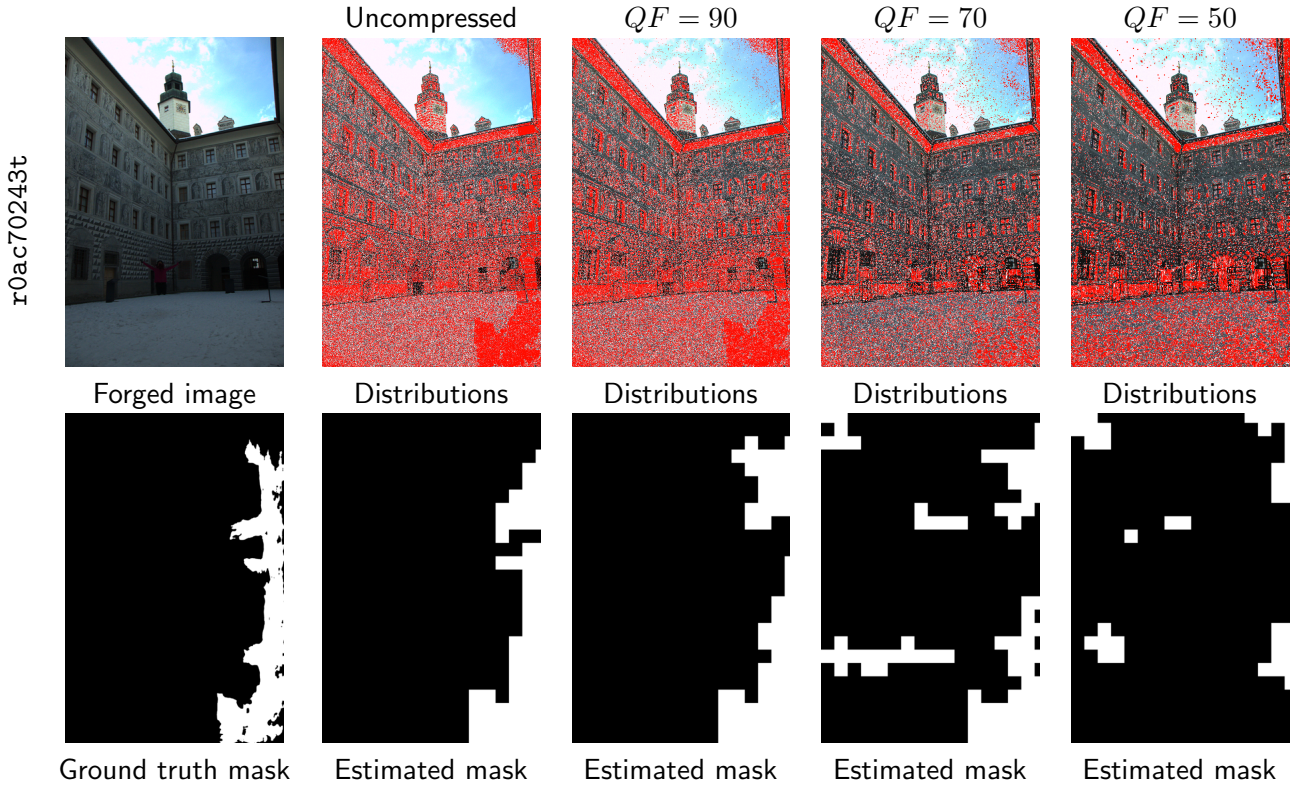 Uncompressed QF = 90 QF = 70 QF = 50
r0ac70243t
Forged image Distributions Distributions Distributions Distributions
Ground truth mask Estimated mask Estimated mask Estimated mask Estimated mask